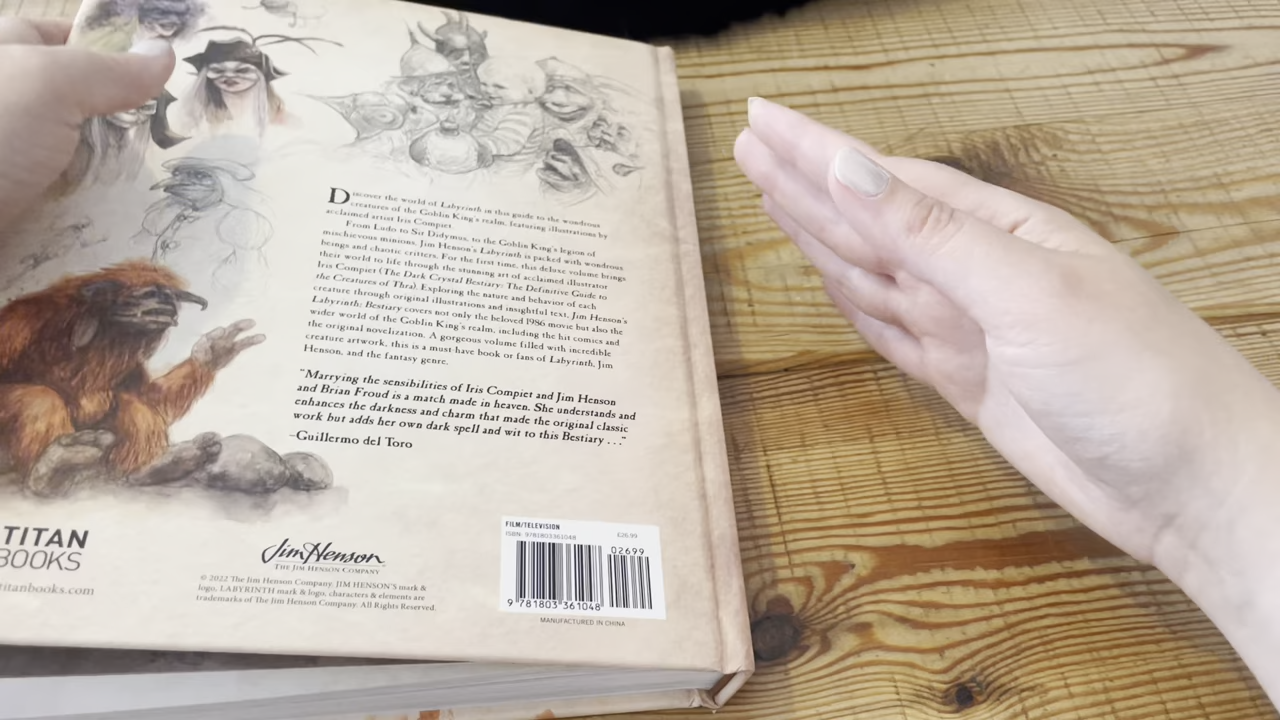 Discover the world of Labyrinth in this guide to the wondrous
creatures of the Goblin King's realm, featuring illustrations by
acclaimed artist Iris Compiet.
From Ludo to Sir Didymus, to the Goblin King's legion of
mischievous minions, Jim Henson's Labyrinth is packed with wondrous
beings and chaotic critters. For the first time, this deluxe volume brings
their world to life through the stunning art of acclaimed illustrator
Iris Compiet (The Dark Crystal Bestiary: The Definitive Guide to
the Creatures of Thra). Exploring the nature and behavior of each
creature through original illustrations and insightful text, Jim Henson's
Labyrinth: Bestiary covers not only the beloved 1986 movie but also the
wider world of the Goblin King's realm, including the hit comics and
the original novelization. A gorgeous volume filled with incredible
creature artwork, this is a must-have book or fans of Labyrinth, Jim
Henson, and the fantasy genre.
"Marrying the sensibilities of Iris Compiet and Jim Henson
and Brian Froud is a match made in heaven. She understands and
enhances the darkness and charm that made the original classic
work but adds her own dark spell and wit to this Bestiary . . ."
–Guillermo del Toro
TITAN
BOOKS
titanbooks.com
Jim Henson
THE JIM HENSON COMPANY
© 2022 The Jim Henson Company. JIM HENSON'S mark &
logo, LABYRINTH mark & logo, characters & elements are
trademarks of The Jim Henson Company. All Rights Reserved.
FILM/TELEVISION
ISBN: 9781803361048 £26.99
02699
9 781803 361048
MANUFACTURED IN CHINA